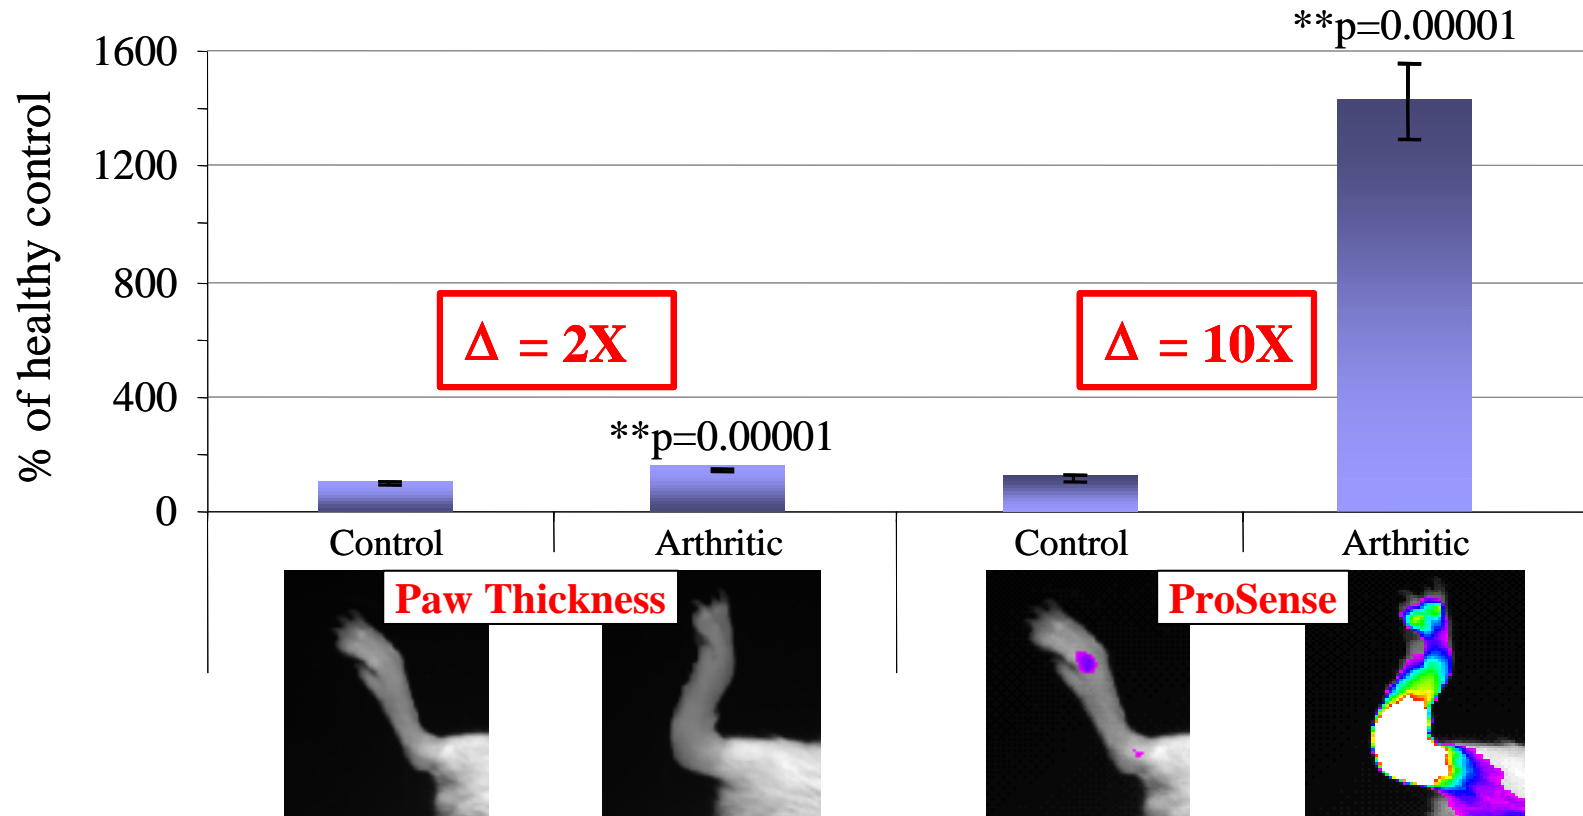 **p=0.00001
1600
1200
800
400
0
% of healthy control
Δ = 2X
Δ = 10X
**p=0.00001
Control
Arthritic
Control
Arthritic
Paw Thickness
ProSense